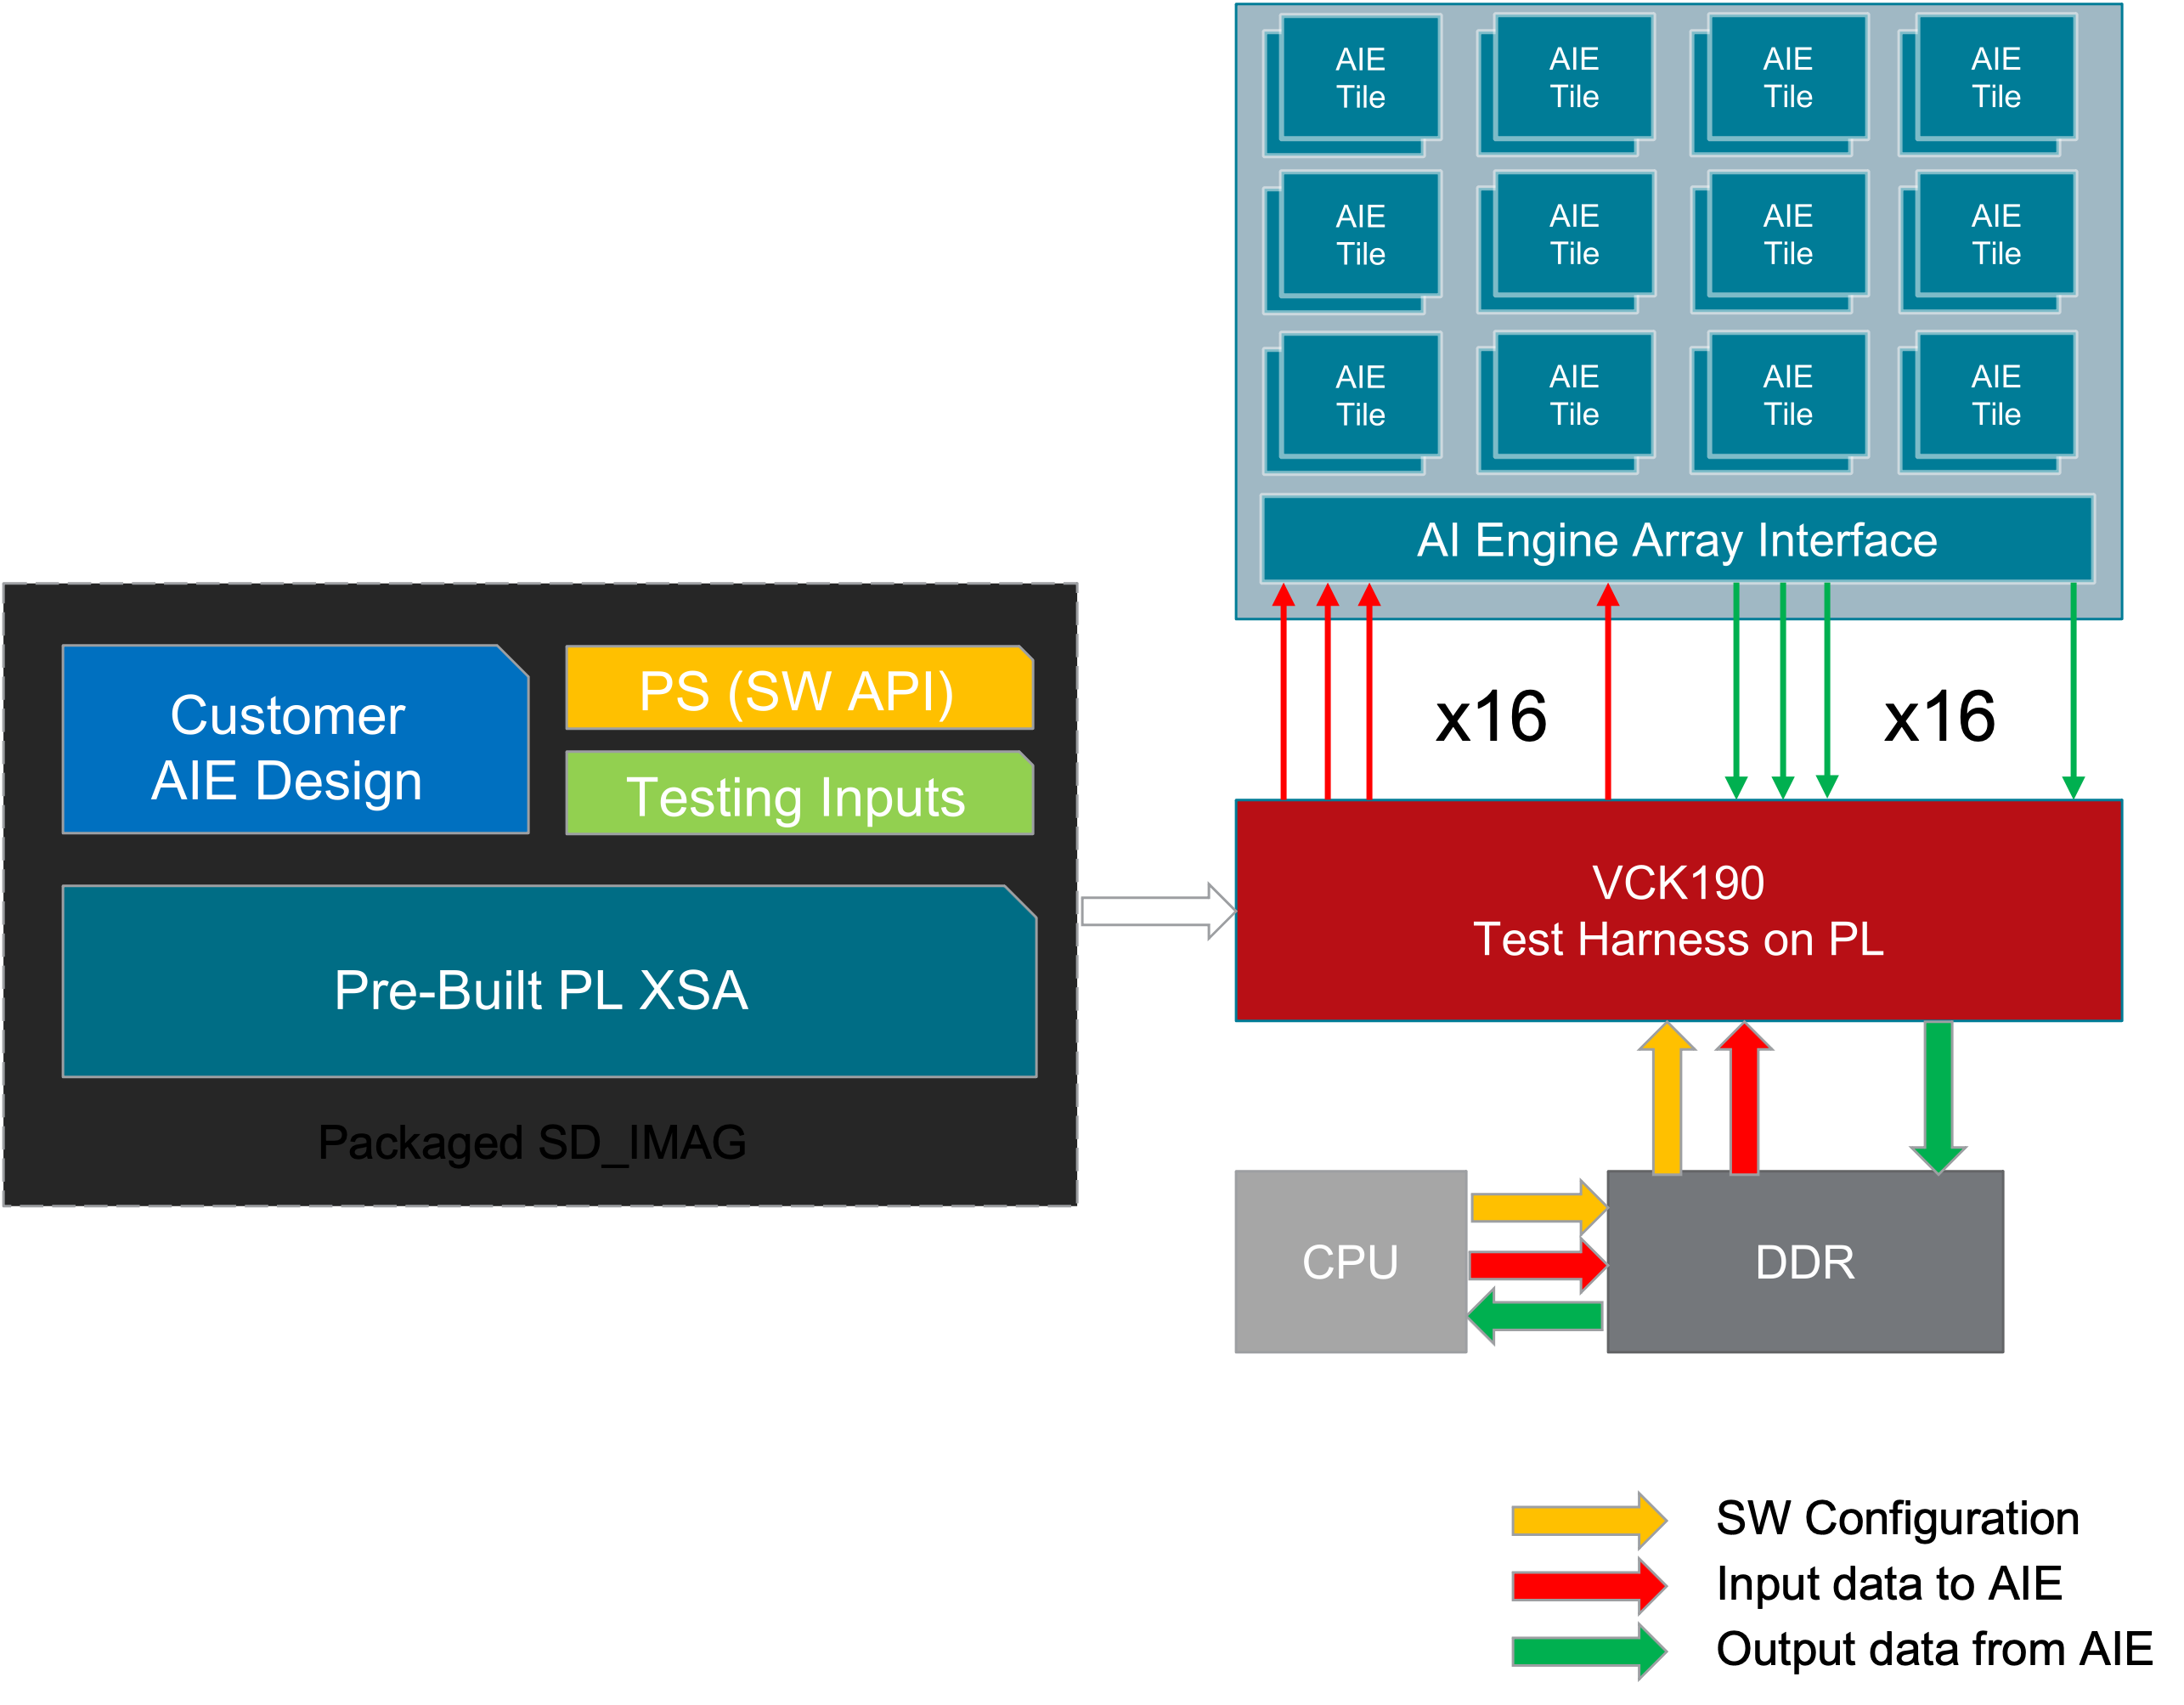 AIE
Tile
AIE
Tile
AIE
Tile
AIE
Tile
AIE
Tile
AIE
Tile
AIE
Tile
AIE
Tile
AIE
Tile
AIE
Tile
AIE
Tile
AIE
Tile
AI Engine Array Interface
x16
x16
Customer
AIE Design
PS (SW API)
Testing Inputs
Pre-Built PL XSA
Packaged SD_IMAG
VCK190
Test Harness on PL
CPU
DDR
SW Configuration
Input data to AIE
Output data from AIE